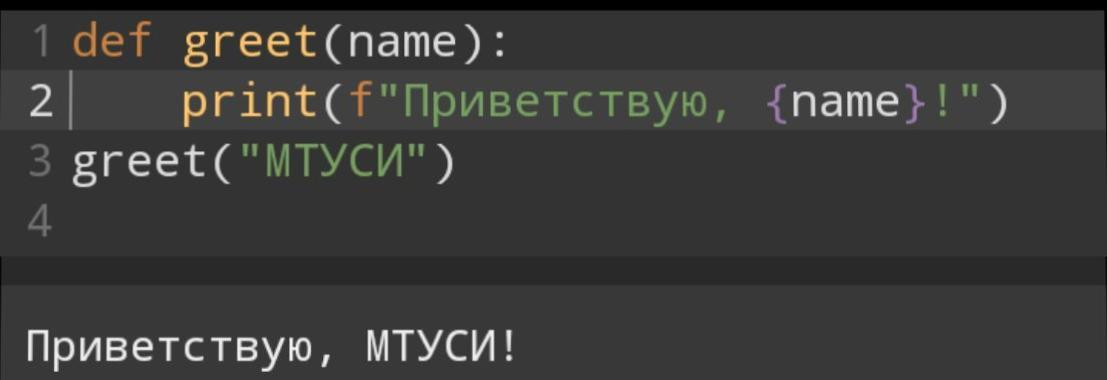 1 def greet(name):
2     print(f"Приветствую, {name}!")
3 greet("МТУСИ")
4
Приветствую, МТУСИ!